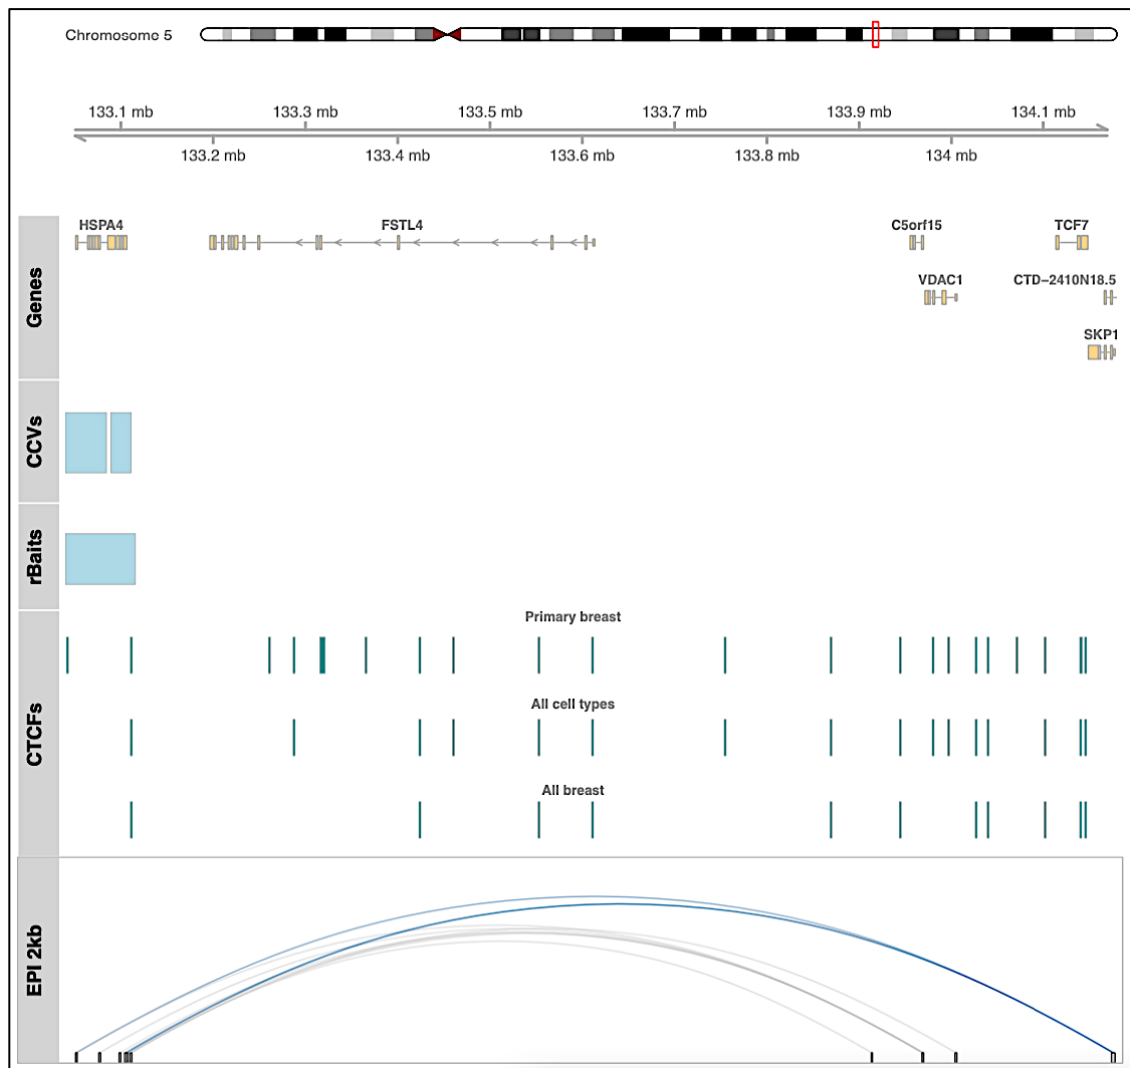 Chromosome 5
133.1 mb 133.3 mb 133.5 mb 133.7 mb 133.9 mb 134.1 mb
133.2 mb 133.4 mb 133.6 mb 133.8 mb 134 mb
Genes
HSPA4 FSTL4 C5orf15 TCF7
VDAC1 CTD−2410N18.5
SKP1
CCVs
rBaits
CTCFs
Primary breast
All cell types
All breast
EPI 2kb